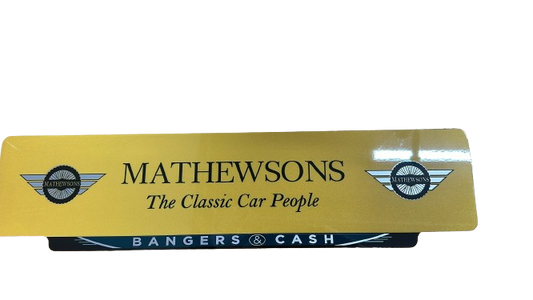 MATHEWSONS
MATHEWSONS
The Classic Car People
MATHEWSONS
BANGERS & CASH